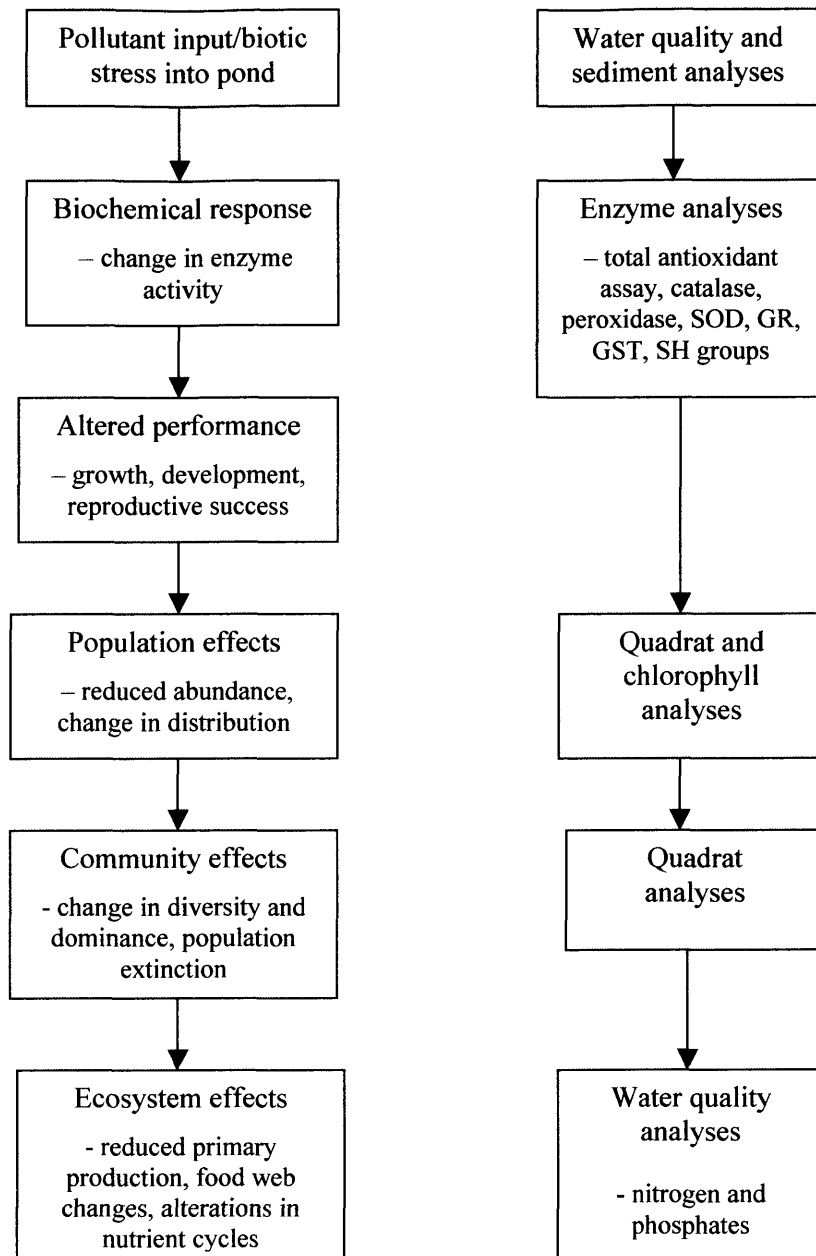 Pollutant input/biotic
stress into pond
Biochemical response
– change in enzyme
activity
Altered performance
– growth, development,
reproductive success
Population effects
– reduced abundance,
change in distribution
Community effects
- change in diversity and
dominance, population
extinction
Ecosystem effects
- reduced primary
production, food web
changes, alterations in
nutrient cycles
Water quality and
sediment analyses
Enzyme analyses
– total antioxidant
assay, catalase,
peroxidase, SOD, GR,
GST, SH groups
Quadrat and
chlorophyll
analyses
Quadrat
analyses
Water quality
analyses
- nitrogen and
phosphates